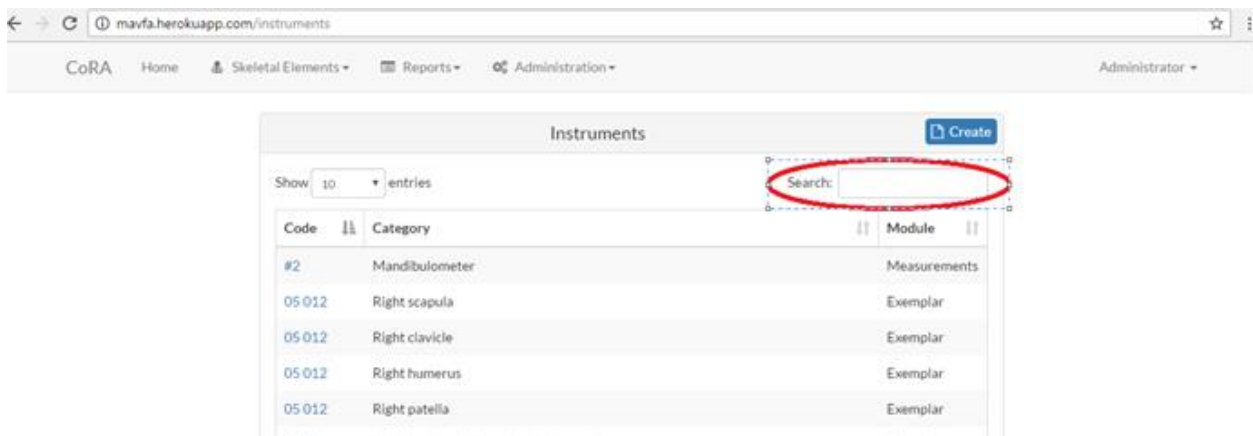 mavfa.herokuapp.com/instruments
CoRA Home Skeletal Elements Reports Administration Administrator
Instruments Create
Show 10 entries Search:
Code Category Module
#2 Mandibulometer Measurements
05 012 Right scapula Exemplar
05 012 Right clavicle Exemplar
05 012 Right humerus Exemplar
05 012 Right patella Exemplar